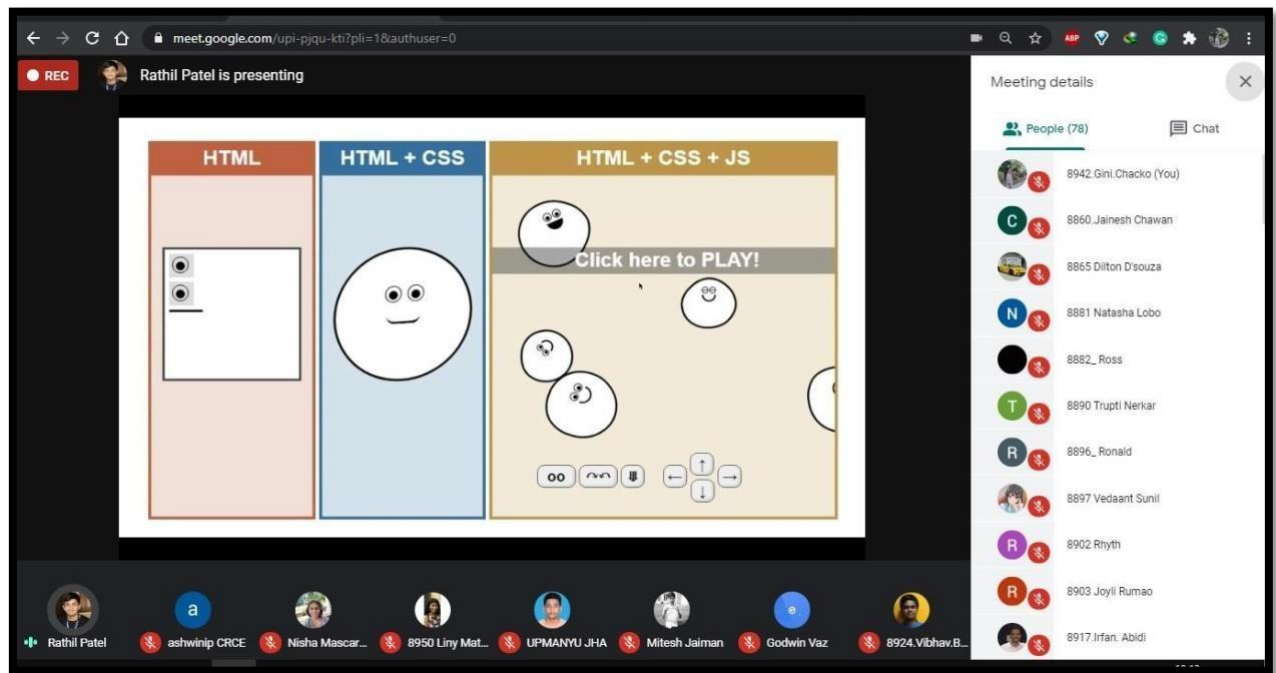 meet.google.com/upi-pjqu-kti?pli=1&authuser=0
ABP
REC
Rathil Patel is presenting
HTML
HTML + CSS
HTML + CSS + JS
Click here to PLAY!
Meeting details
People (78)
Chat
8942.Gini.Chacko (You)
C
8860.Jainesh Chawan
8865 Dilton D'souza
N
8881 Natasha Lobo
8882_ Ross
T
8890 Trupti Nerkar
R
8896_ Ronald
8897 Vedaant Sunil
R
8902 Rhyth
R
8903 Joyli Rumao
8917.Irfan. Abidi
a
e
Rathil Patel
ashwinip CRCE
Nisha Mascar...
8950 Liny Mat...
UPMANYU JHA
Mitesh Jaiman
Godwin Vaz
8924.Vibhav.B...